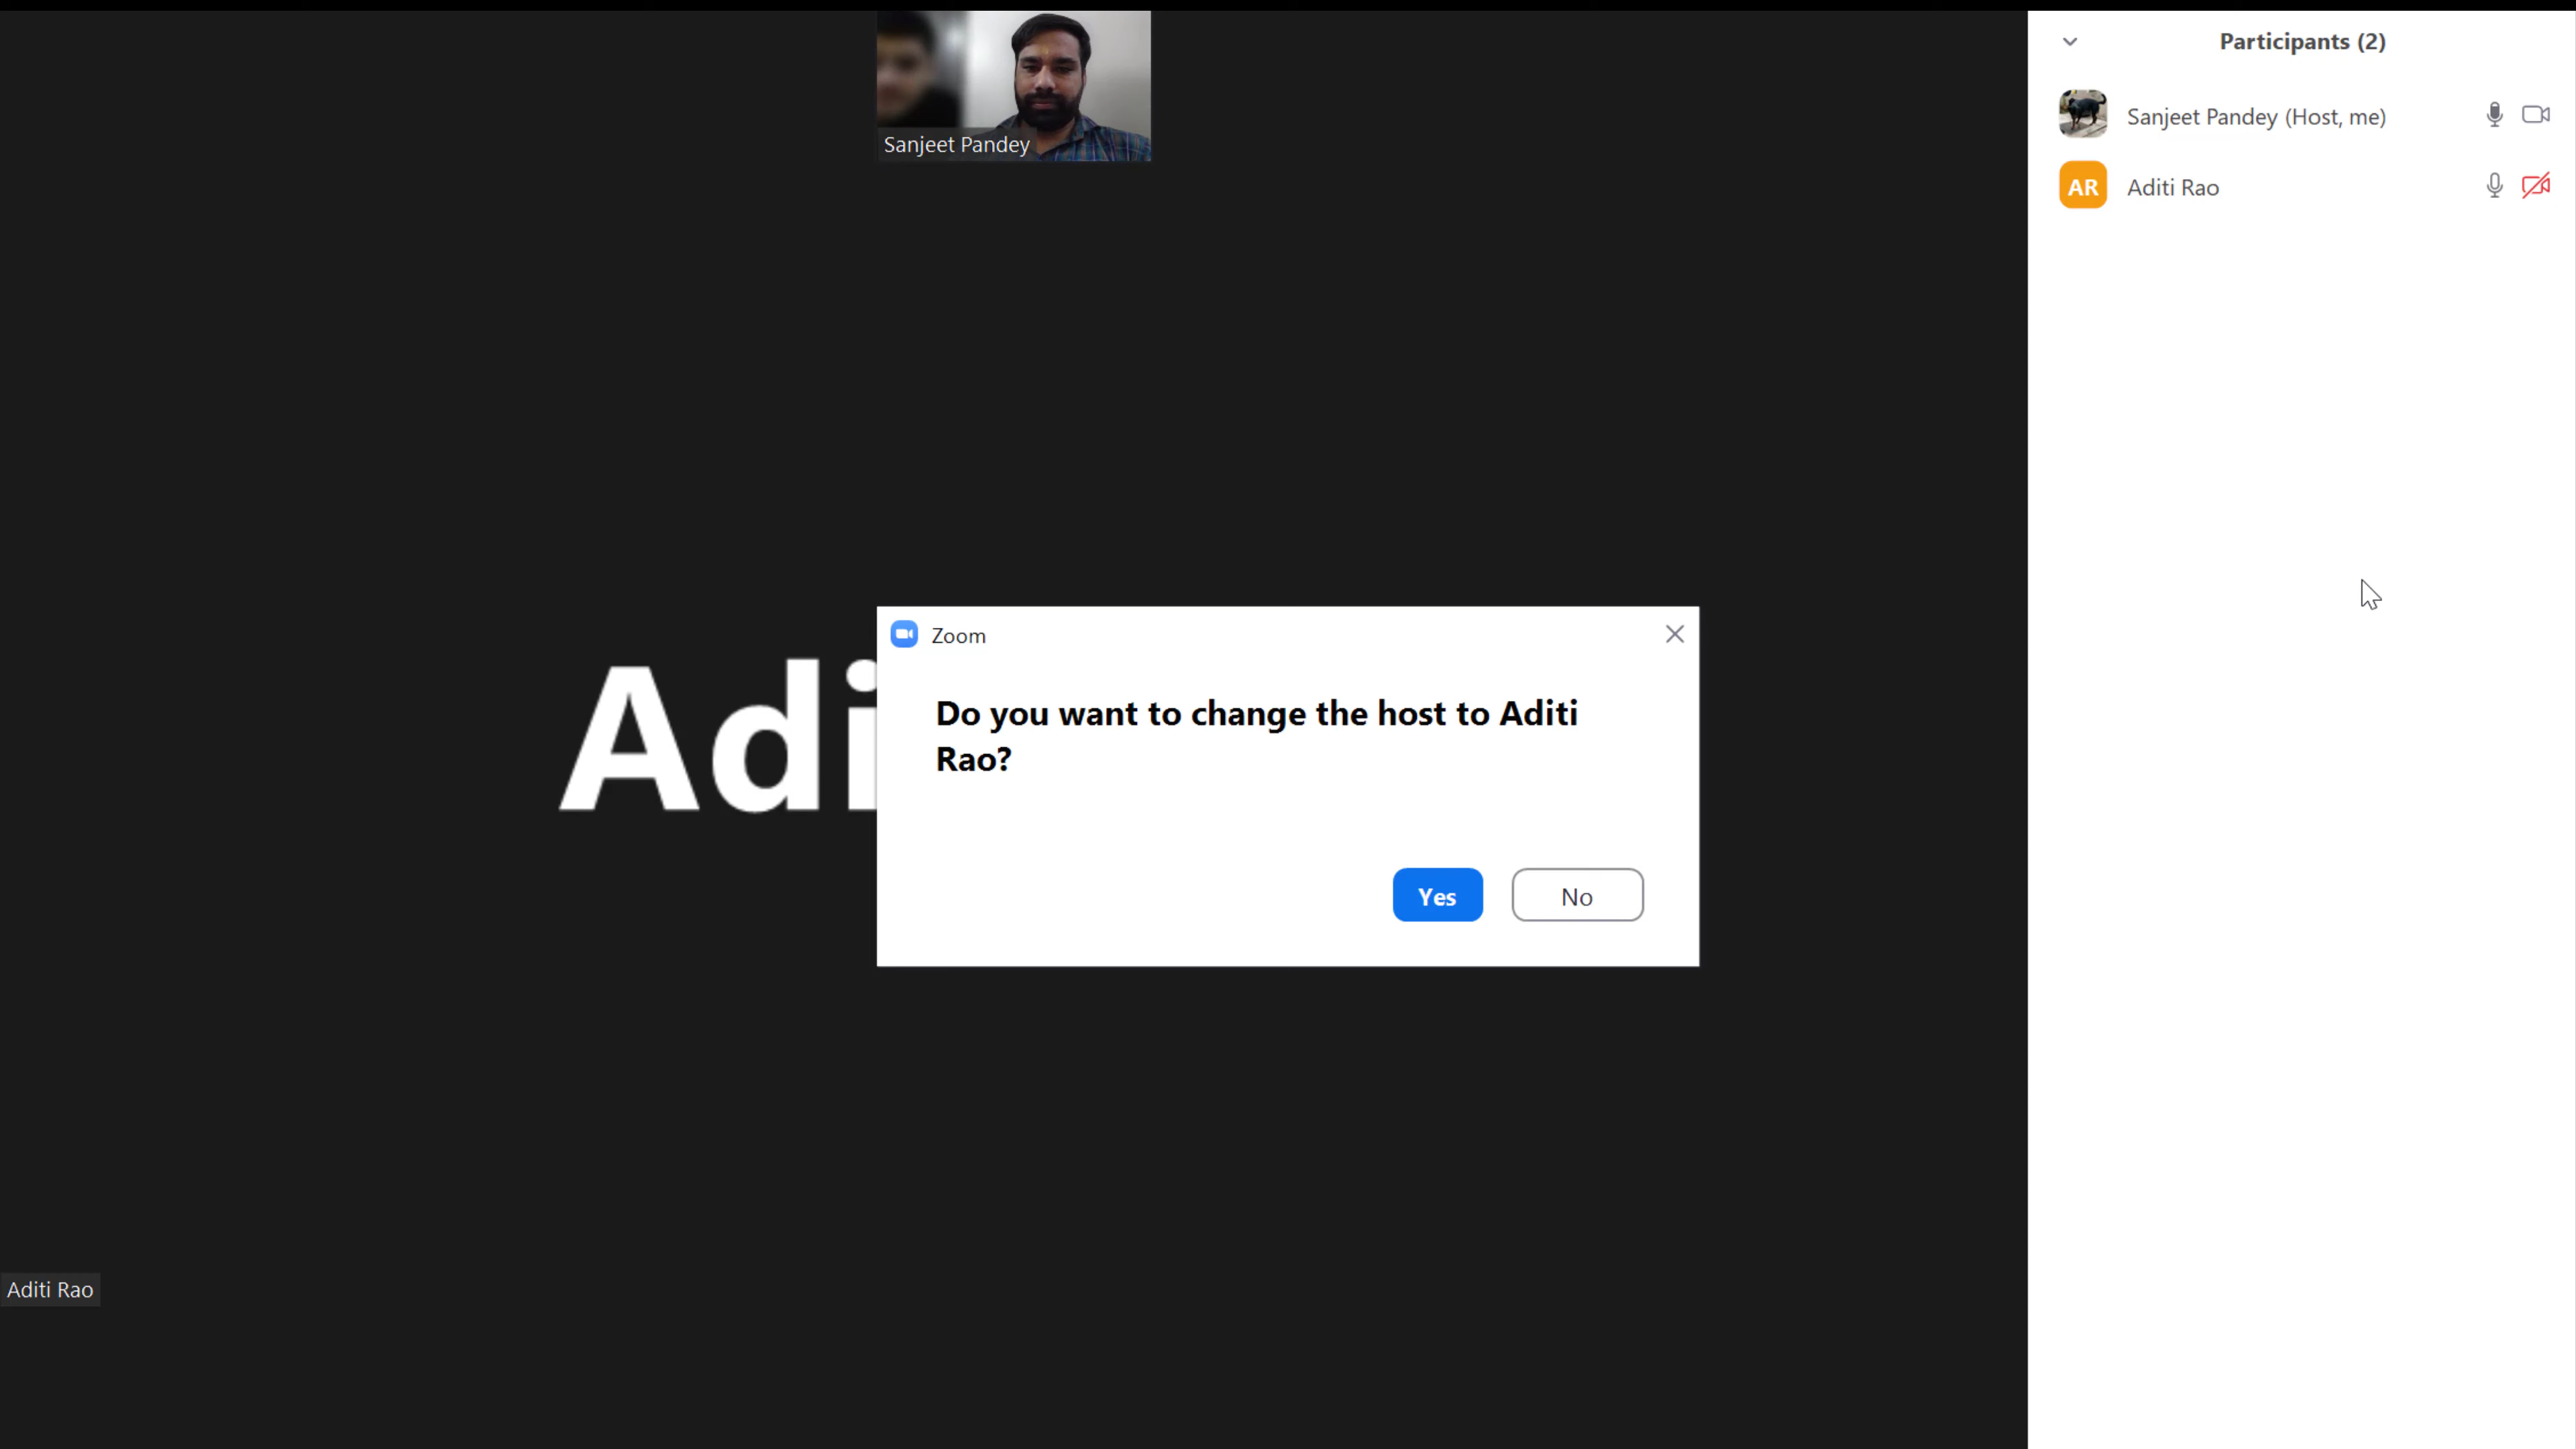 Sanjeet Pandey
Participants (2)
Sanjeet Pandey (Host, me)
AR Aditi Rao
Adi
Zoom
Do you want to change the host to Aditi
Rao?
Yes No
Aditi Rao